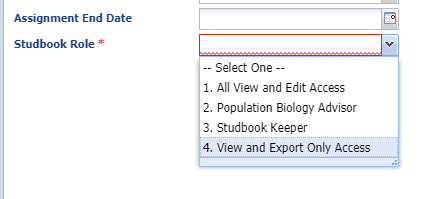 Assignment End Date
Studbook Role *
-- Select One --
1. All View and Edit Access
2. Population Biology Advisor
3. Studbook Keeper
4. View and Export Only Access